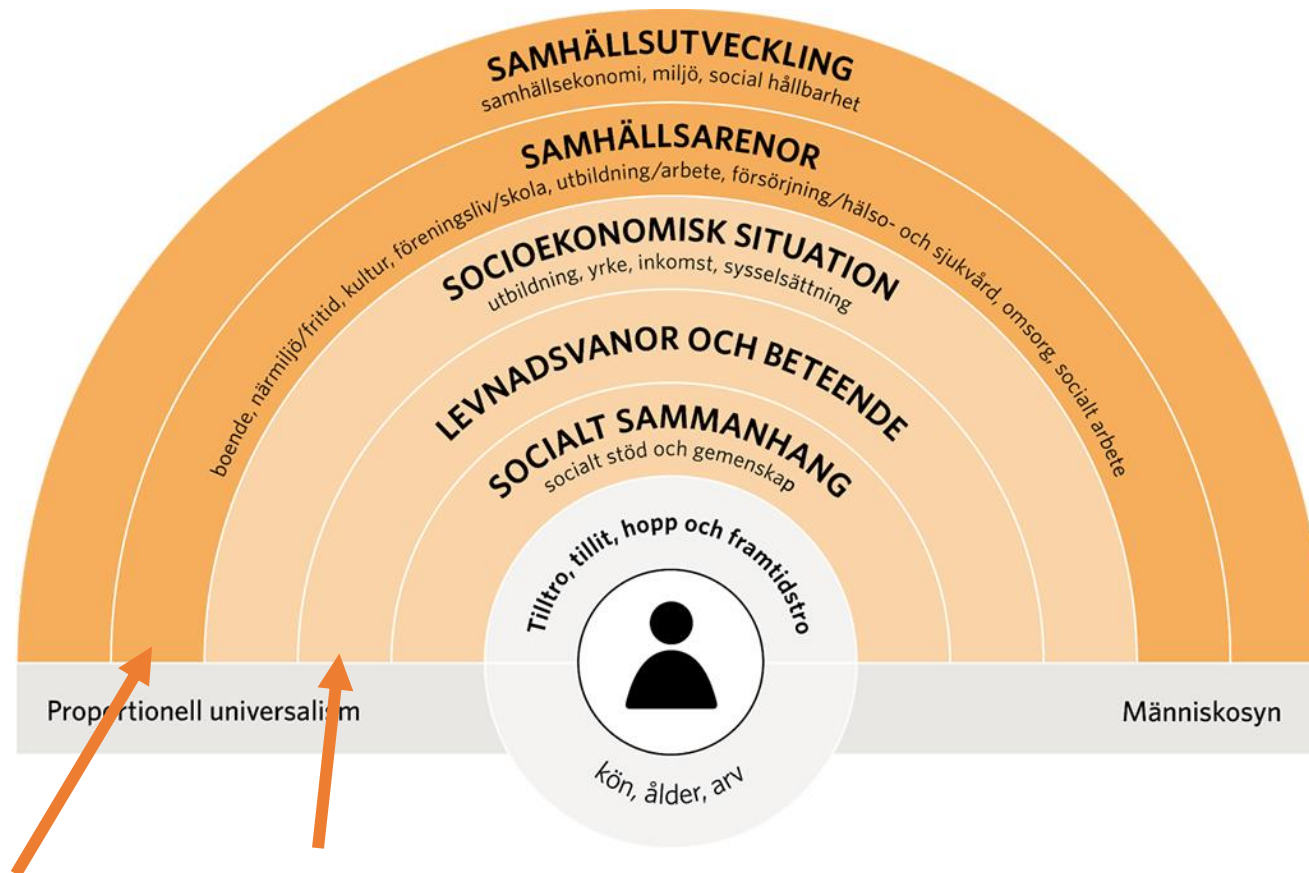 SAMHÄLLSUTVECKLING
samhällsekonomi, miljö, social hållbarhet
SAMHÄLLSARENOR
boende, närmiljö/fritid, kultur, föreningsliv/skola, utbildning/arbete, försörjning/hälso- och sjukvård, omsorg, socialt arbete
SOCIOEKONOMISK SITUATION
utbildning, yrke, inkomst, sysselsättning
LEVNADSVANOR OCH BETEENDE
SOCIALT SAMMANHANG
socialt stöd och gemenskap
Tilltro, tillit, hopp och framtidstro
Proportionell universalism
Människosyn
kön, ålder, arv